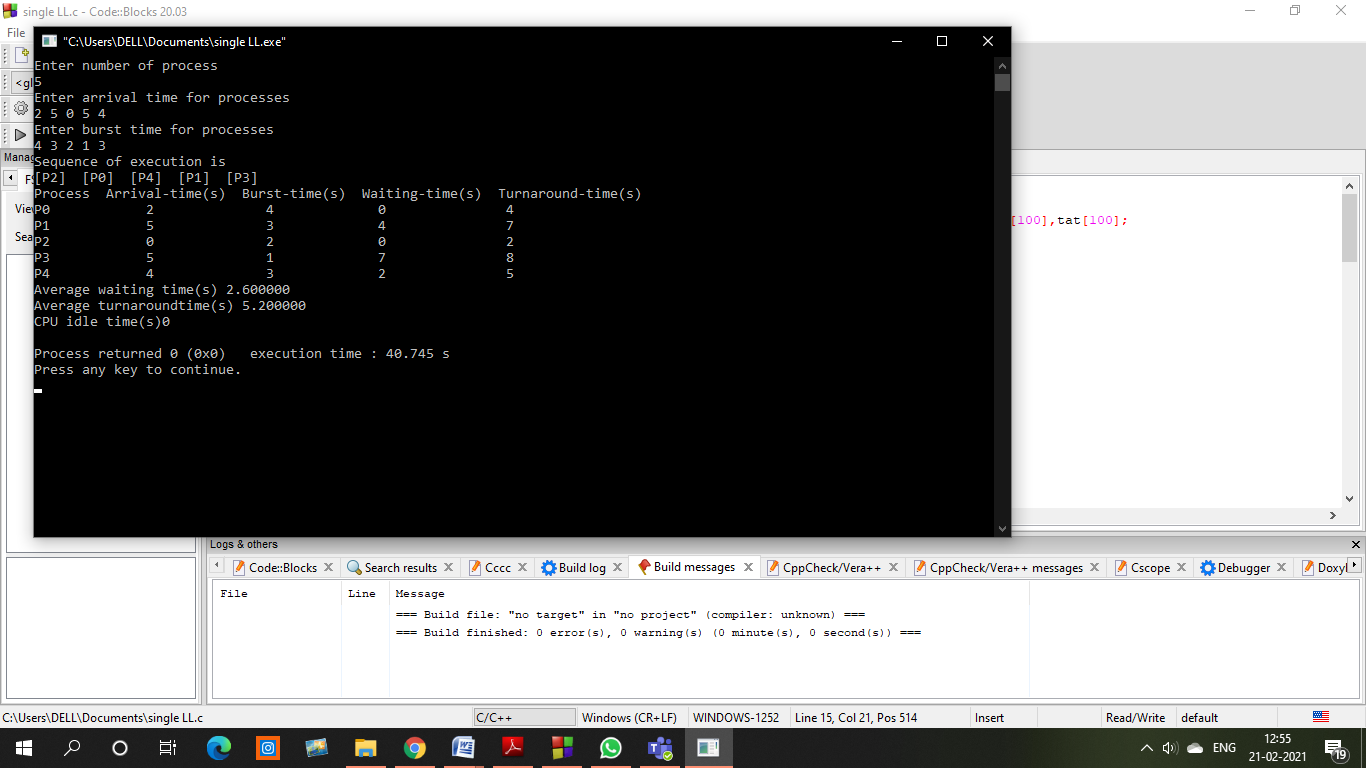 single LL.c - Code::Blocks 20.03
File
"C:\Users\DELL\Documents\single LL.exe"
Enter number of process
5
Enter arrival time for processes
2 5 0 5 4
Enter burst time for processes
4 3 2 1 3
Sequence of execution is
[P2] [P0] [P4] [P1] [P3]
Process Arrival-time(s) Burst-time(s) Waiting-time(s) Turnaround-time(s)
P0 2 4 0 4
P1 5 3 4 7
P2 0 2 0 2
P3 5 1 7 8
P4 4 3 2 5
Average waiting time(s) 2.600000
Average turnaroundtime(s) 5.200000
CPU idle time(s)0
Process returned 0 (0x0) execution time : 40.745 s
Press any key to continue.
<gl
Manag
Vie
Sea
[100],tat[100];
Logs & others
Code::Blocks Search results Cccc Build log Build messages CppCheck/Vera++ CppCheck/Vera++ messages Cscope Debugger Doxyl
File Line Message
=== Build file: "no target" in "no project" (compiler: unknown) ===
=== Build finished: 0 error(s), 0 warning(s) (0 minute(s), 0 second(s)) ===
C:\Users\DELL\Documents\single LL.c C/C++ Windows (CR+LF) WINDOWS-1252 Line 15, Col 21, Pos 514 Insert Read/Write default
ENG 12:55
21-02-2021
19